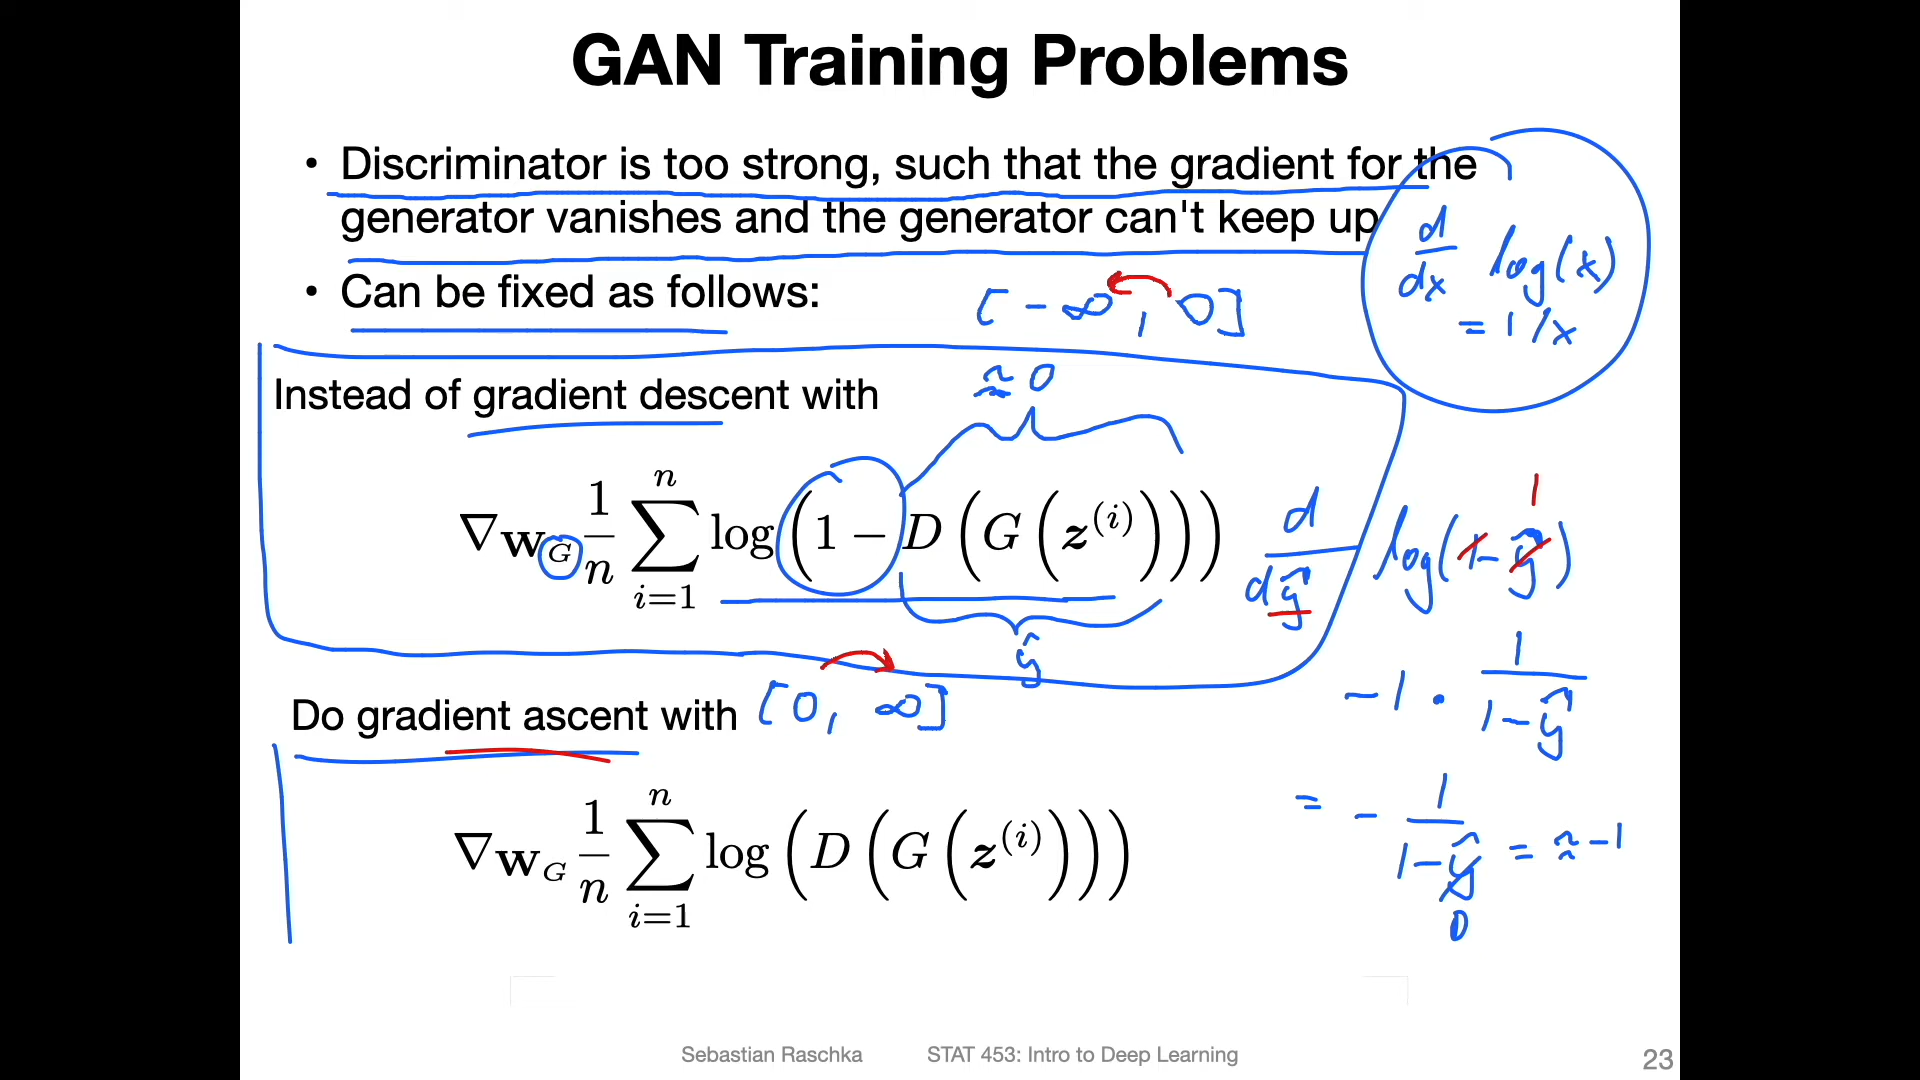 GAN Training Problems
• Discriminator is too strong, such that the gradient for the
generator vanishes and the generator can't keep up
d/dx log(x)
= 1/x
• Can be fixed as follows:
[-∞, 0]
Instead of gradient descent with
≈ 0
∇W_G 1/n ∑_{i=1}^{n} log(1 − D(G(z^{(i)})))
ŷ
d/dŷ log(1-ŷ)
1
-1 · 1/(1-ŷ)
= - 1/(1-ŷ) = ≈ -1
0
Do gradient ascent with [0, ∞]
∇W_G 1/n ∑_{i=1}^{n} log(D(G(z^{(i)})))
Sebastian Raschka STAT 453: Intro to Deep Learning 23